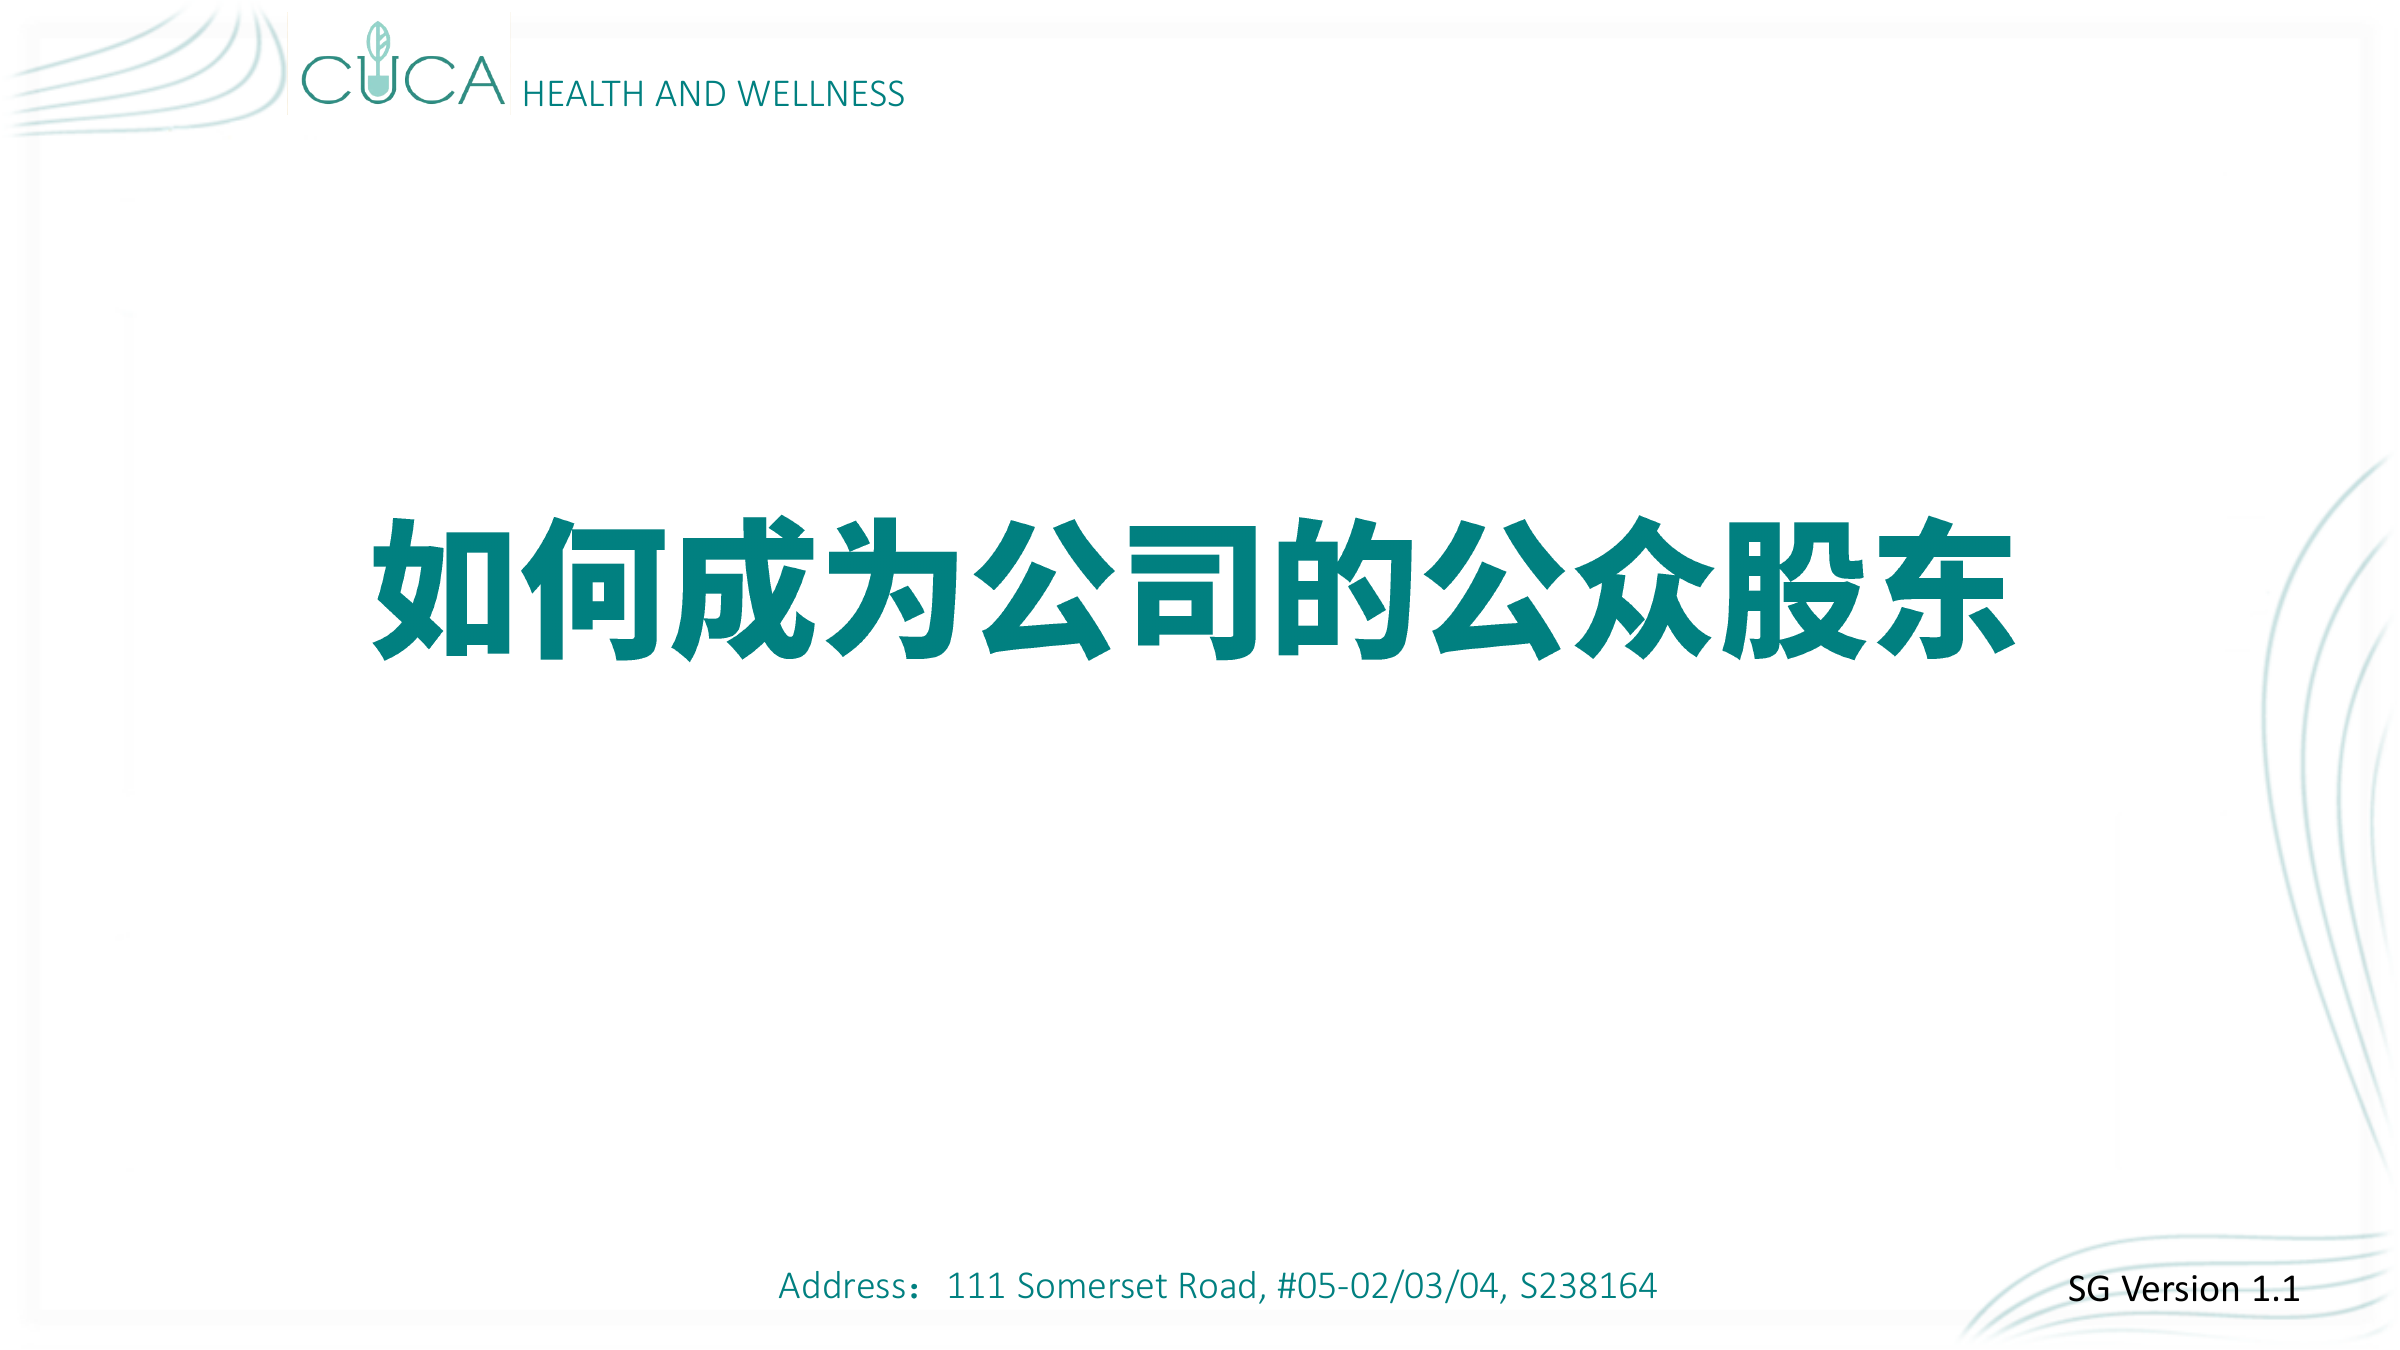 CUCA HEALTH AND WELLNESS
如何成为公司的公众股东
Address：111 Somerset Road, #05-02/03/04, S238164
SG Version 1.1